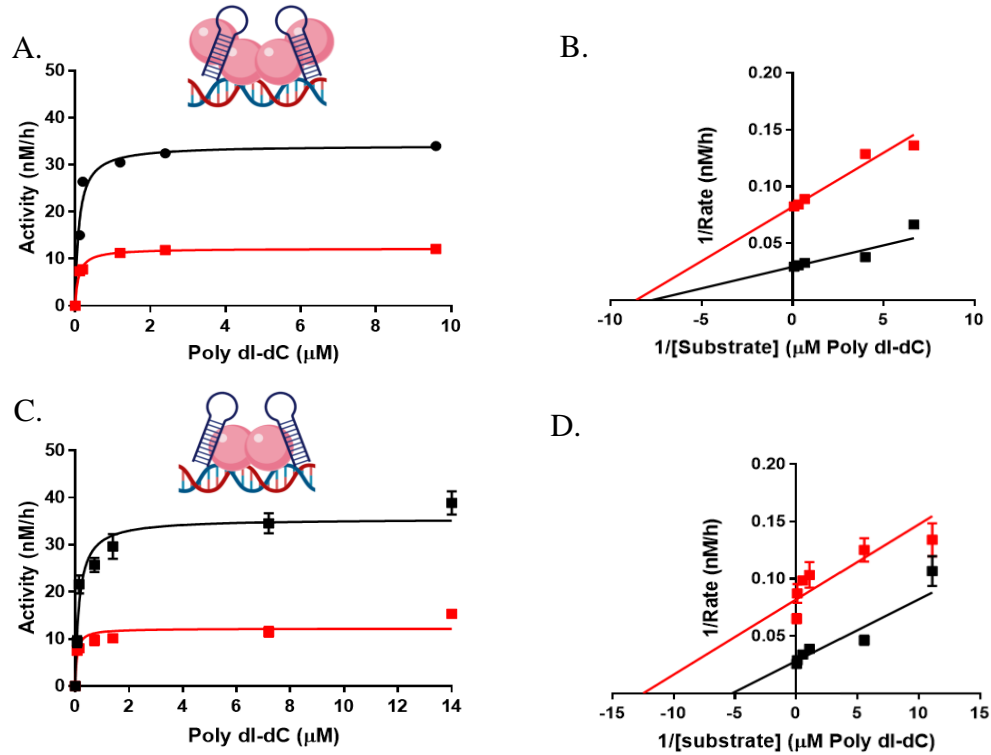 A.
50
40
30
20
10
0
Activity (nM/h)
0 2 4 6 8 10
Poly dI-dC (µM)
B.
0.20
0.15
0.10
0.05
1/Rate (nM/h)
-10 -5 0 5 10
1/[Substrate] (µM Poly dI-dC)
C.
50
40
30
20
10
0
Activity (nM/h)
0 2 4 6 8 10 12 14
Poly dI-dC (µM)
D.
0.20
0.15
0.10
0.05
1/Rate (nM/h)
-15 -10 -5 0 5 10 15
1/[substrate] (µM Poly dI-dC)